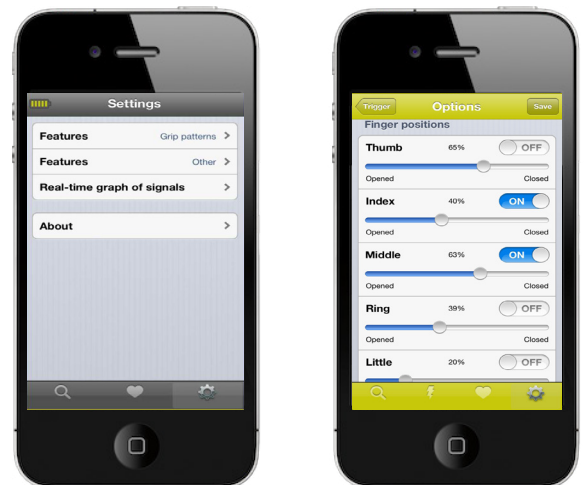 Settings
Features Grip patterns
Features Other
Real-time graph of signals
About
Trigger Options Save
Finger positions
Thumb 65% OFF
Opened Closed
Index 40% ON
Opened Closed
Middle 63% ON
Opened Closed
Ring 39% OFF
Opened Closed
Little 20% OFF